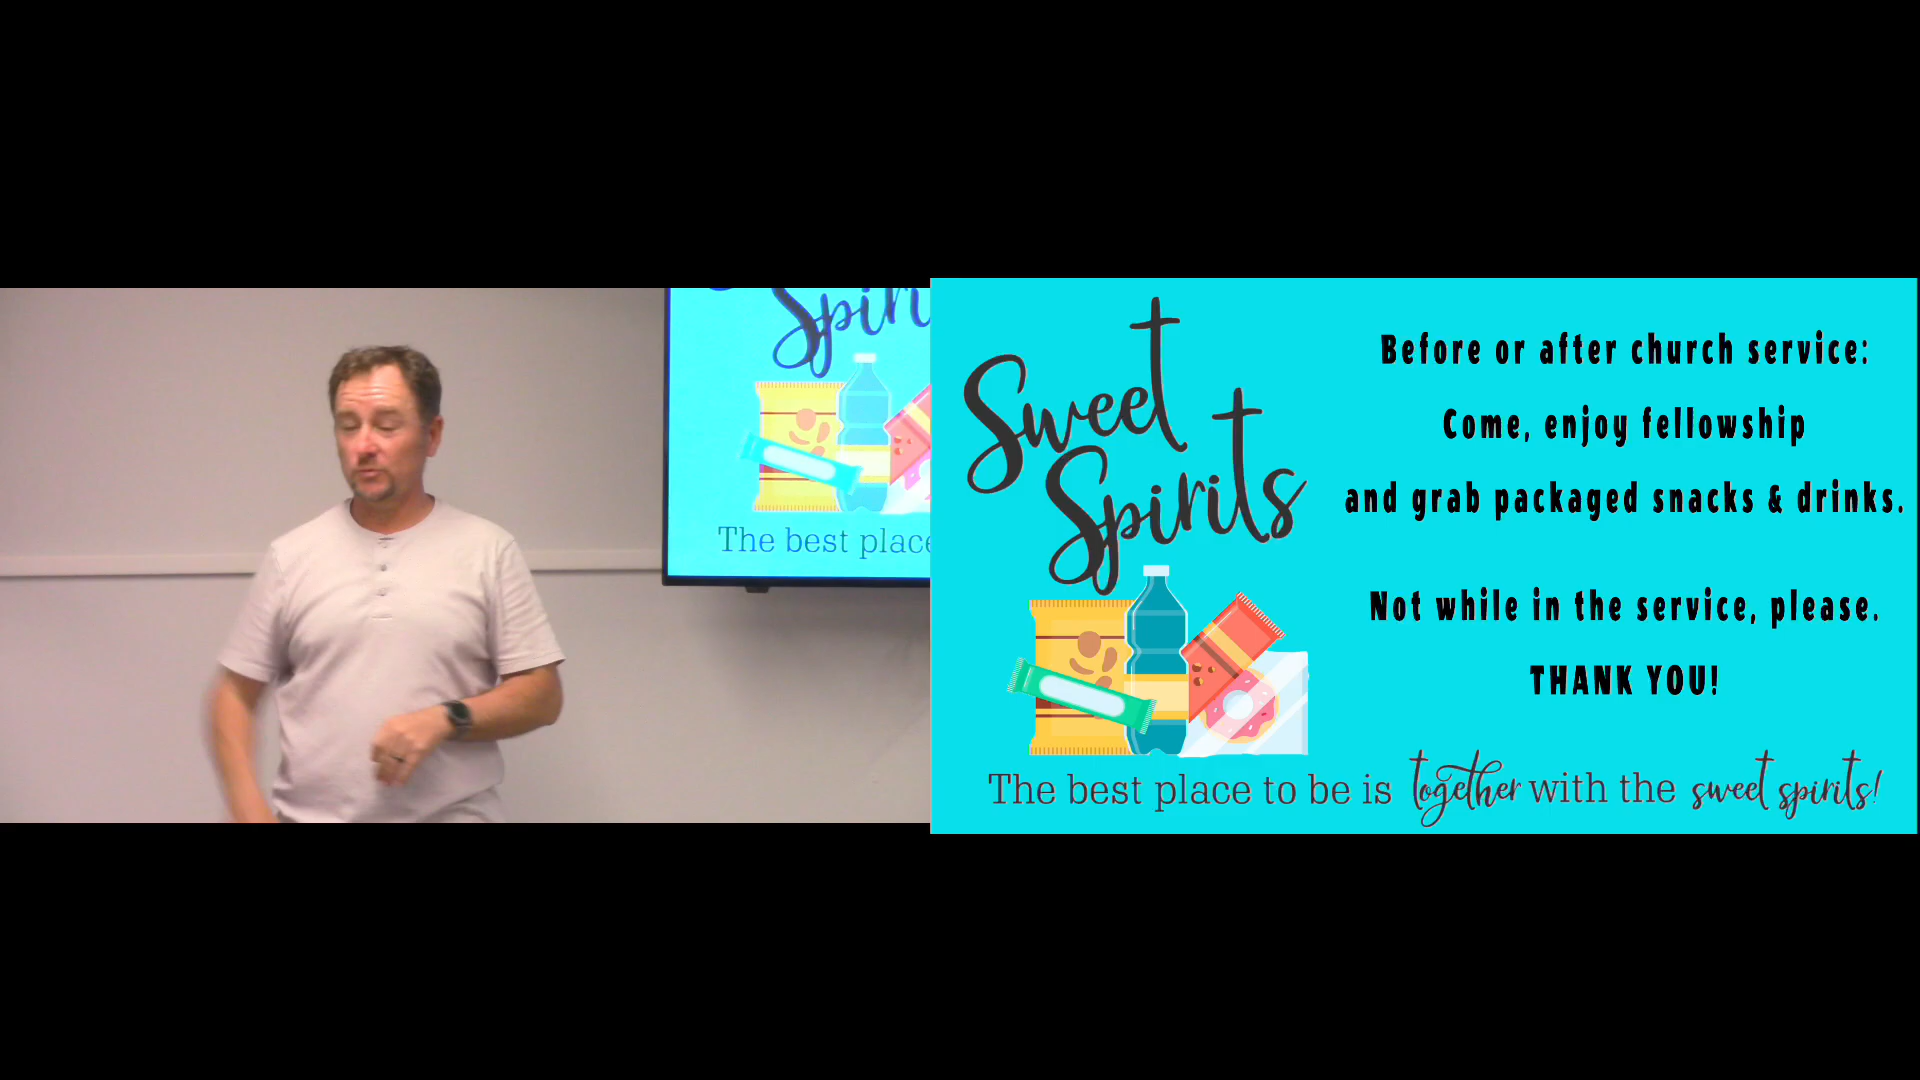 Spiri
The best place
Sweet
Spirits
Before or after church service:
Come, enjoy fellowship
and grab packaged snacks & drinks.
Not while in the service, please.
THANK YOU!
The best place to be is together with the sweet spirits!